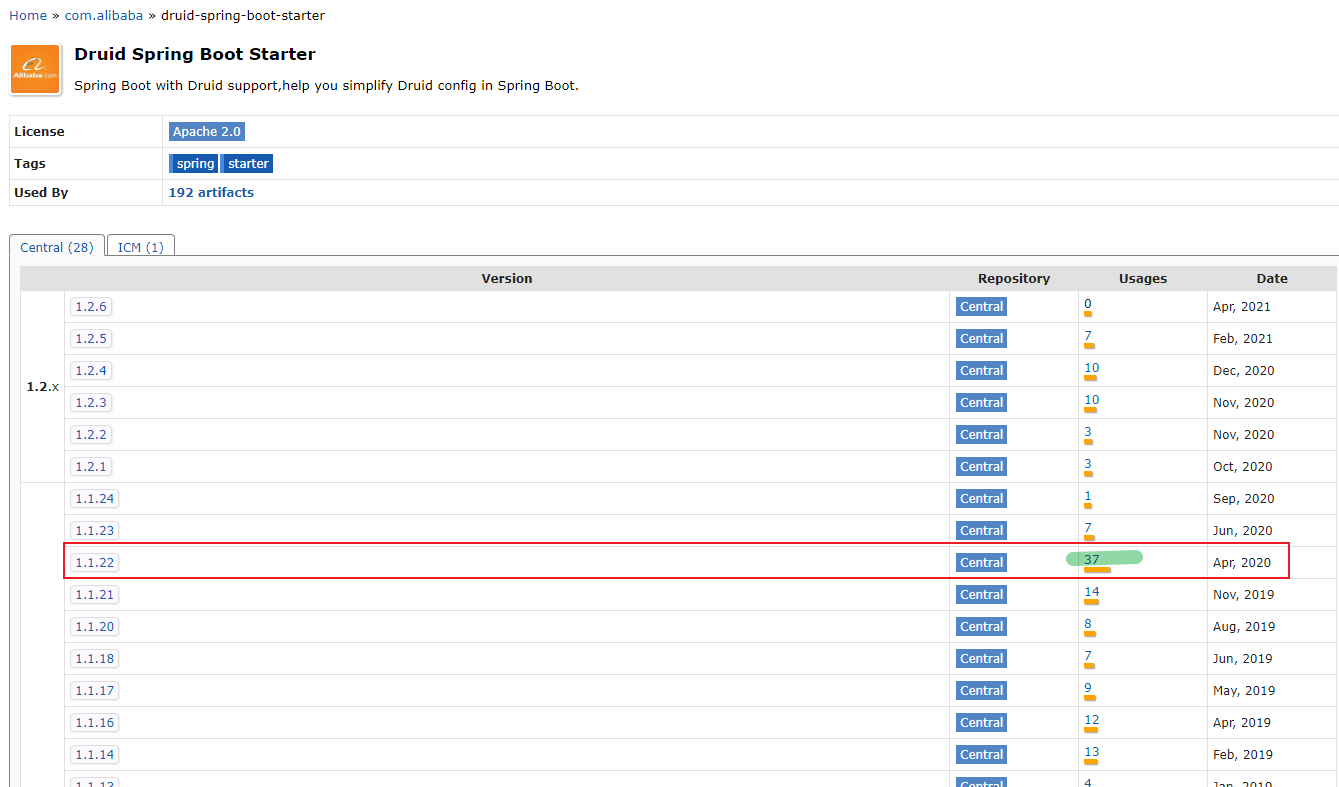 Home » com.alibaba » druid-spring-boot-starter
Alibaba.com
Druid Spring Boot Starter
Spring Boot with Druid support,help you simplify Druid config in Spring Boot.
License Apache 2.0
Tags spring starter
Used By 192 artifacts
Central (28) ICM (1)
Version Repository Usages Date
1.2.6 Central 0 Apr, 2021
1.2.5 Central 7 Feb, 2021
1.2.4 Central 10 Dec, 2020
1.2.x
1.2.3 Central 10 Nov, 2020
1.2.2 Central 3 Nov, 2020
1.2.1 Central 3 Oct, 2020
1.1.24 Central 1 Sep, 2020
1.1.23 Central 7 Jun, 2020
1.1.22 Central 37 Apr, 2020
1.1.21 Central 14 Nov, 2019
1.1.20 Central 8 Aug, 2019
1.1.18 Central 7 Jun, 2019
1.1.17 Central 9 May, 2019
1.1.16 Central 12 Apr, 2019
1.1.14 Central 13 Feb, 2019
1.1.13 Central 4 Jan, 2019